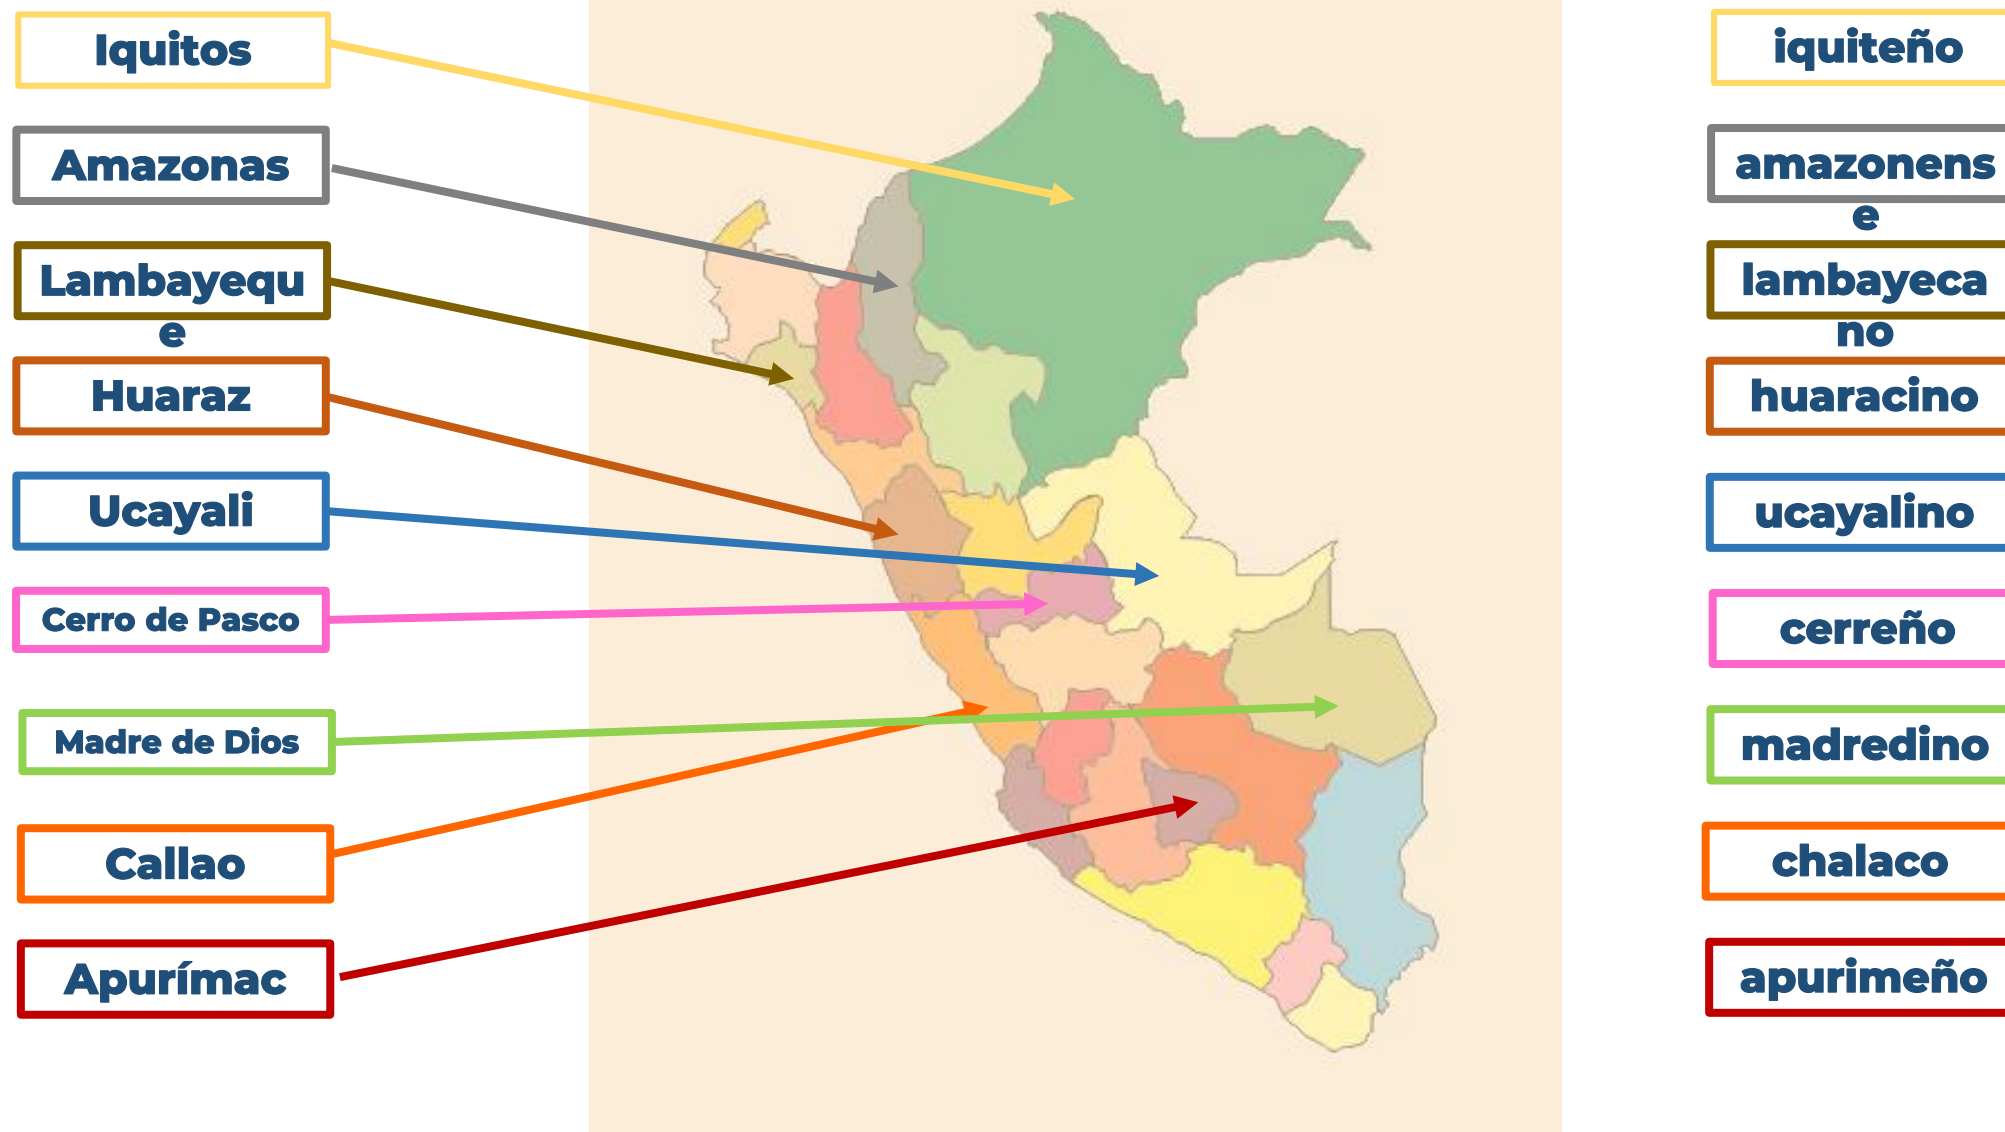 Iquitos
Amazonas
Lambayequ
e
Huaraz
Ucayali
Cerro de Pasco
Madre de Dios
Callao
Apurímac
iquiteño
amazonens
e
lambayeca
no
huaracino
ucayalino
cerreño
madredino
chalaco
apurimeño